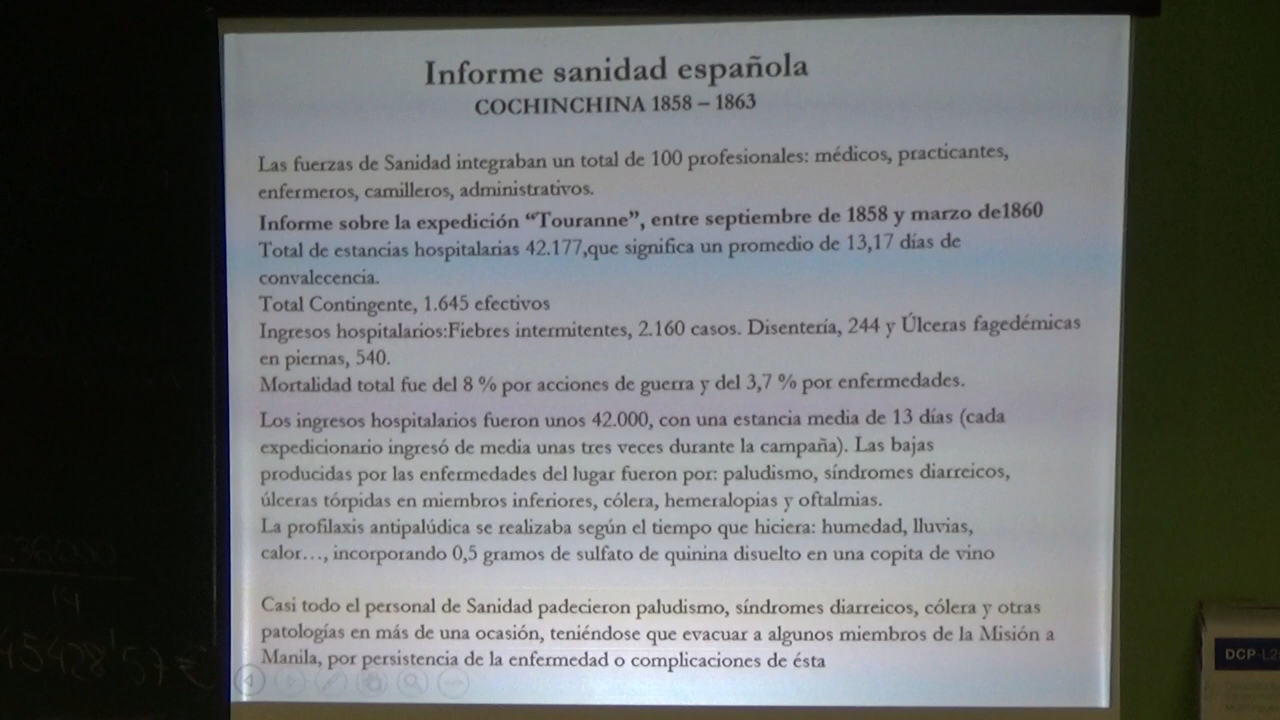 Informe sanidad española
COCHINCHINA 1858 – 1863
Las fuerzas de Sanidad integraban un total de 100 profesionales: médicos, practicantes,
enfermeros, camilleros, administrativos.
Informe sobre la expedición “Touranne”, entre septiembre de 1858 y marzo de1860
Total de estancias hospitalarias 42.177,que significa un promedio de 13,17 días de
convalecencia.
Total Contingente, 1.645 efectivos
Ingresos hospitalarios:Fiebres intermitentes, 2.160 casos. Disentería, 244 y Úlceras fagedémicas
en piernas, 540.
Mortalidad total fue del 8 % por acciones de guerra y del 3,7 % por enfermedades.
Los ingresos hospitalarios fueron unos 42.000, con una estancia media de 13 días (cada
expedicionario ingresó de media unas tres veces durante la campaña). Las bajas
producidas por las enfermedades del lugar fueron por: paludismo, síndromes diarreicos,
úlceras tórpidas en miembros inferiores, cólera, hemeralopias y oftalmias.
La profilaxis antipalúdica se realizaba según el tiempo que hiciera: humedad, lluvias,
calor…, incorporando 0,5 gramos de sulfato de quinina disuelto en una copita de vino
Casi todo el personal de Sanidad padecieron paludismo, síndromes diarreicos, cólera y otras
patologías en más de una ocasión, teniéndose que evacuar a algunos miembros de la Misión a
Manila, por persistencia de la enfermedad o complicaciones de ésta
14
45428'57 €
DCP-L2